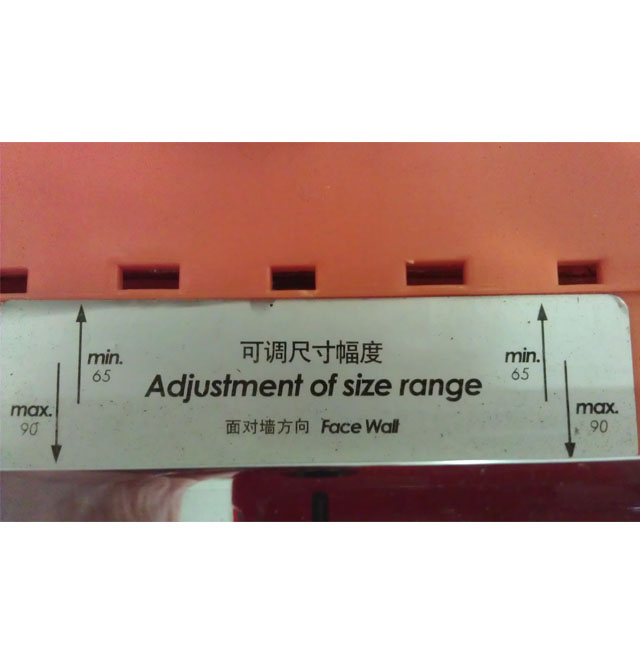 可调尺寸幅度
min. min.
65 65
Adjustment of size range
max. max.
90 90
面对墙方向 Face Wall